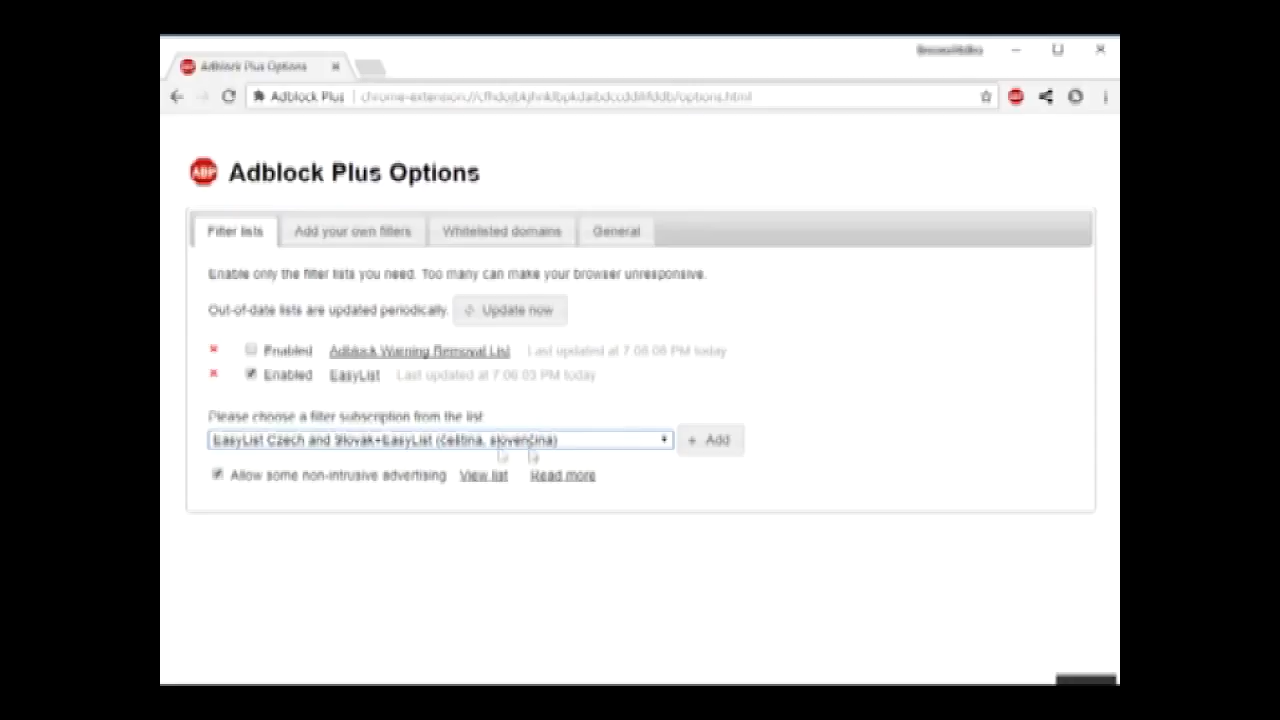 Adblock Plus Options
Adblock Plus
ABP Adblock Plus Options
Filter lists Add your own filters Whitelisted domains General
Enable only the filter lists you need. Too many can make your browser unresponsive.
Out-of-date lists are updated periodically. Update now
Enabled Adblock Warning Removal List Last updated at 7:06:08 PM today
Enabled EasyList Last updated at 7:06:03 PM today
Please choose a filter subscription from the list
EasyList Czech and Slovak+EasyList (čeština, slovenčina) + Add
Allow some non-intrusive advertising View list Read more